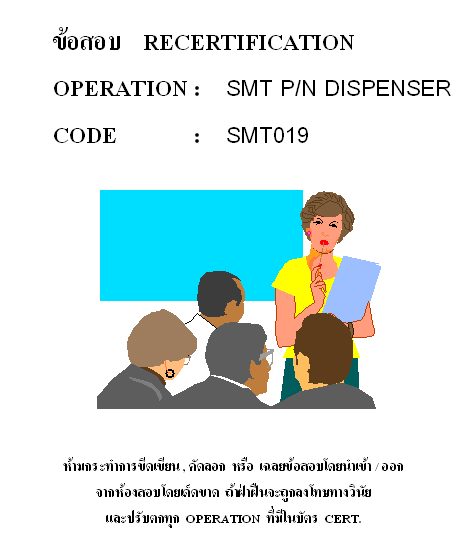 ข้อสอบ RECERTIFICATION
OPERATION : SMT P/N DISPENSER
CODE : SMT019
ห้ามกระทำการขีดเขียน , คัดลอก หรือ เฉลยข้อสอบโดยนำเข้า / ออก
จากห้องสอบโดยเด็ดขาด ถ้าฝ่าฝืนจะถูกลงโทษทางวินัย
และปรับตกทุก OPERATION ที่มีในบัตร CERT.